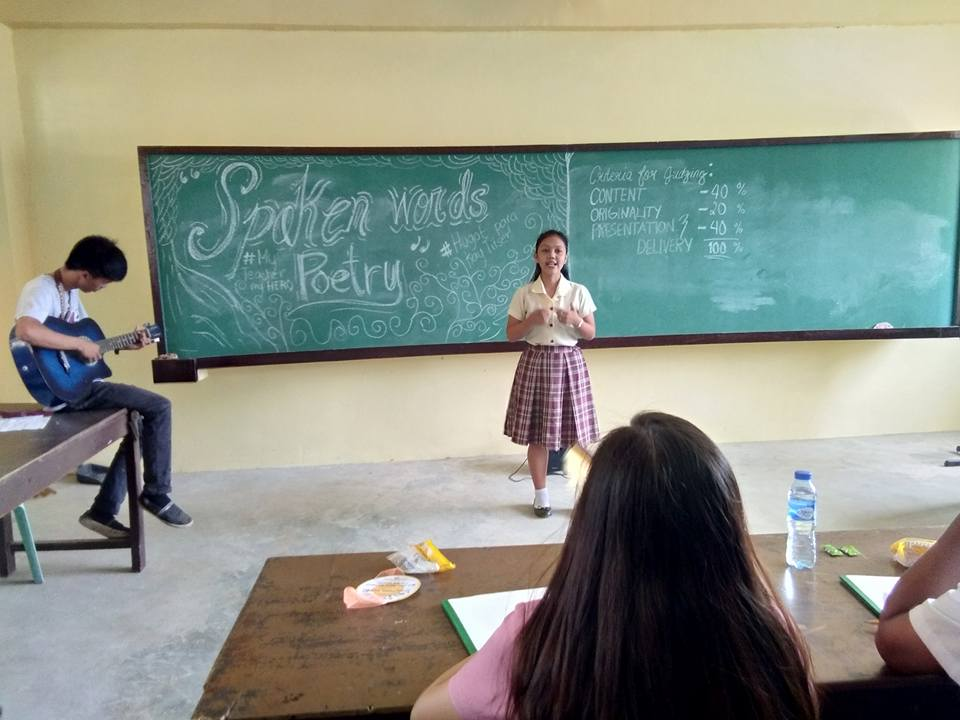 Spoken words
Poetry
#My
Teacher
my HERO
#Hugot para
kay Titser
Criteria for Judging:
CONTENT - 40 %
ORIGINALITY - 20 %
PRESENTATION } - 40 %
DELIVERY 100 %